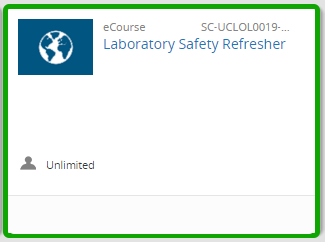 eCourse SC-UCLOL0019-...
Laboratory Safety Refresher
Unlimited